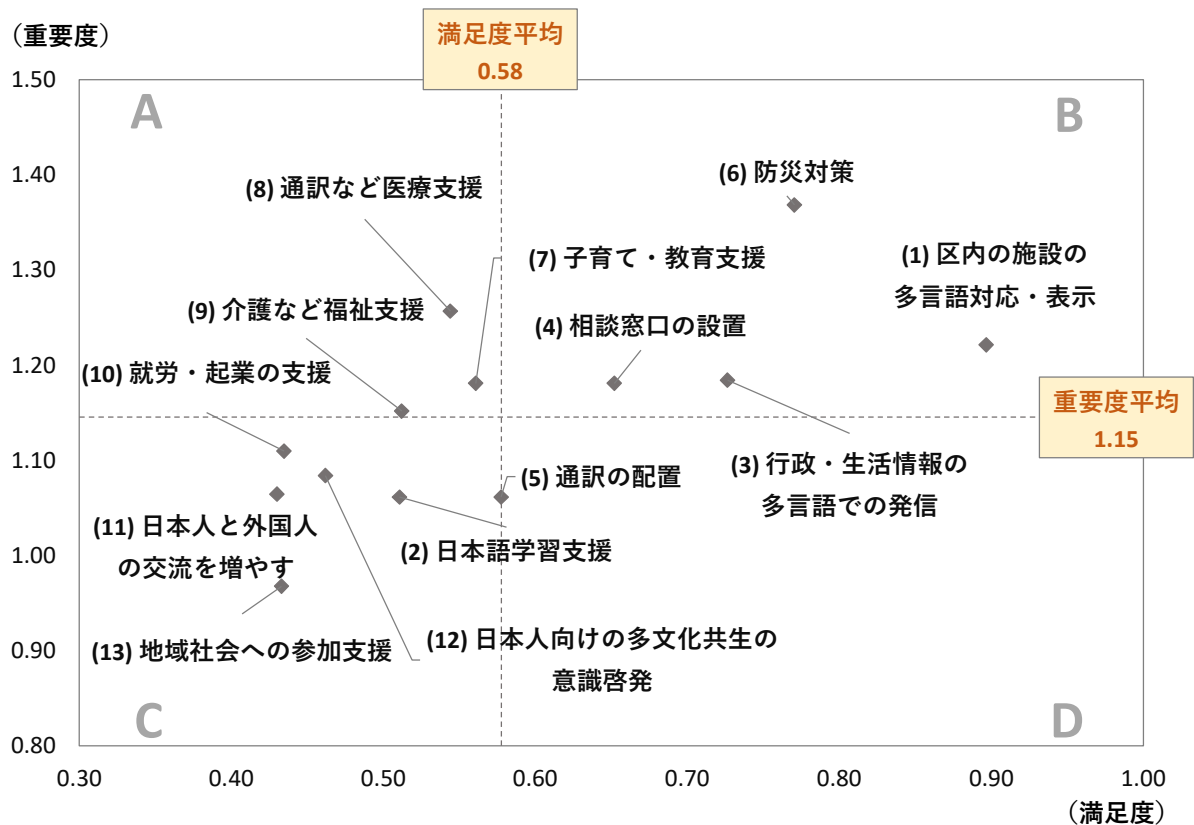 （重要度）
満足度平均
0.58
1.50
A
B
1.40
(8) 通訳など医療支援
(6) 防災対策
1.30
(7) 子育て・教育支援
(1) 区内の施設の
多言語対応・表示
(9) 介護など福祉支援
(4) 相談窓口の設置
1.20
(10) 就労・起業の支援
重要度平均
1.15
1.10
(5) 通訳の配置
(3) 行政・生活情報の
多言語での発信
(11) 日本人と外国人
の交流を増やす
(2) 日本語学習支援
1.00
(13) 地域社会への参加支援
(12) 日本人向けの多文化共生の
意識啓発
0.90
C
D
0.80
0.30 0.40 0.50 0.60 0.70 0.80 0.90 1.00
（満足度）